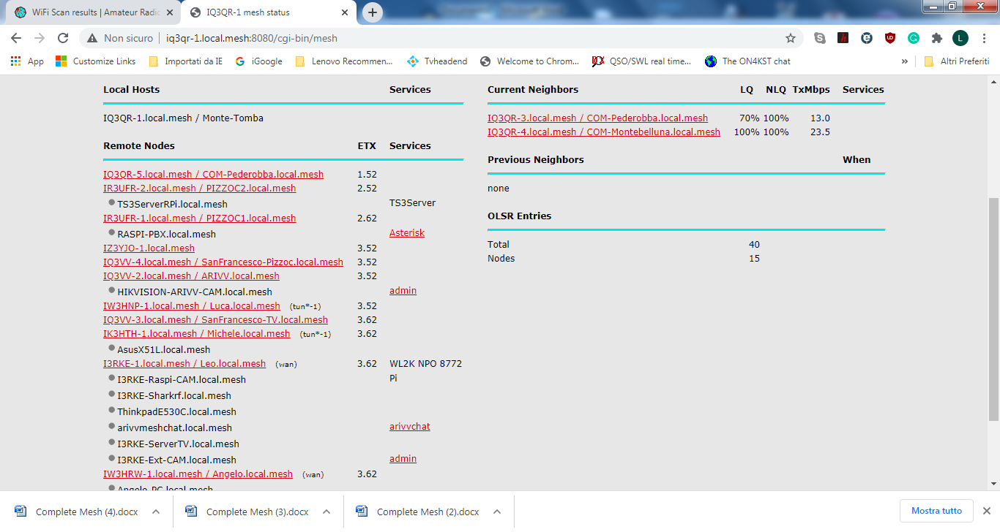 WiFi Scan results | Amateur Radio
IQ3QR-1 mesh status
Non sicuro | iq3qr-1.local.mesh:8080/cgi-bin/mesh
App Customize Links Importati da IE iGoogle Lenovo Recommen... Tvheadend Welcome to Chrom... QSO/SWL real time... The ON4KST chat » Altri Preferiti
Local Hosts Services
IQ3QR-1.local.mesh / Monte-Tomba
Remote Nodes ETX Services
IQ3QR-5.local.mesh / COM-Pederobba.local.mesh 1.52
IR3UFR-2.local.mesh / PIZZOC2.local.mesh 2.52
TS3ServerRPi.local.mesh TS3Server
IR3UFR-1.local.mesh / PIZZOC1.local.mesh 2.62
RASPI-PBX.local.mesh Asterisk
IZ3YJO-1.local.mesh 3.52
IQ3VV-4.local.mesh / SanFrancesco-Pizzoc.local.mesh 3.52
IQ3VV-2.local.mesh / ARIVV.local.mesh 3.52
HIKVISION-ARIVV-CAM.local.mesh admin
IW3HNP-1.local.mesh / Luca.local.mesh (tun*-1) 3.52
IQ3VV-3.local.mesh / SanFrancesco-TV.local.mesh 3.62
IK3HTH-1.local.mesh / Michele.local.mesh (tun*-1) 3.62
AsusX51L.local.mesh
I3RKE-1.local.mesh / Leo.local.mesh (wan) 3.62 WL2K NPO 8772
I3RKE-Raspi-CAM.local.mesh Pi
I3RKE-Sharkrf.local.mesh
ThinkpadE530C.local.mesh
arivvmeshchat.local.mesh arivvchat
I3RKE-ServerTV.local.mesh
I3RKE-Ext-CAM.local.mesh admin
IW3HRW-1.local.mesh / Angelo.local.mesh (wan) 3.62
Angelo-PC.local.mesh
Current Neighbors LQ NLQ TxMbps Services
IQ3QR-3.local.mesh / COM-Pederobba.local.mesh 70% 100% 13.0
IQ3QR-4.local.mesh / COM-Montebelluna.local.mesh 100% 100% 23.5
Previous Neighbors When
none
OLSR Entries
Total 40
Nodes 15
Complete Mesh (4).docx Complete Mesh (3).docx Complete Mesh (2).docx Mostra tutto